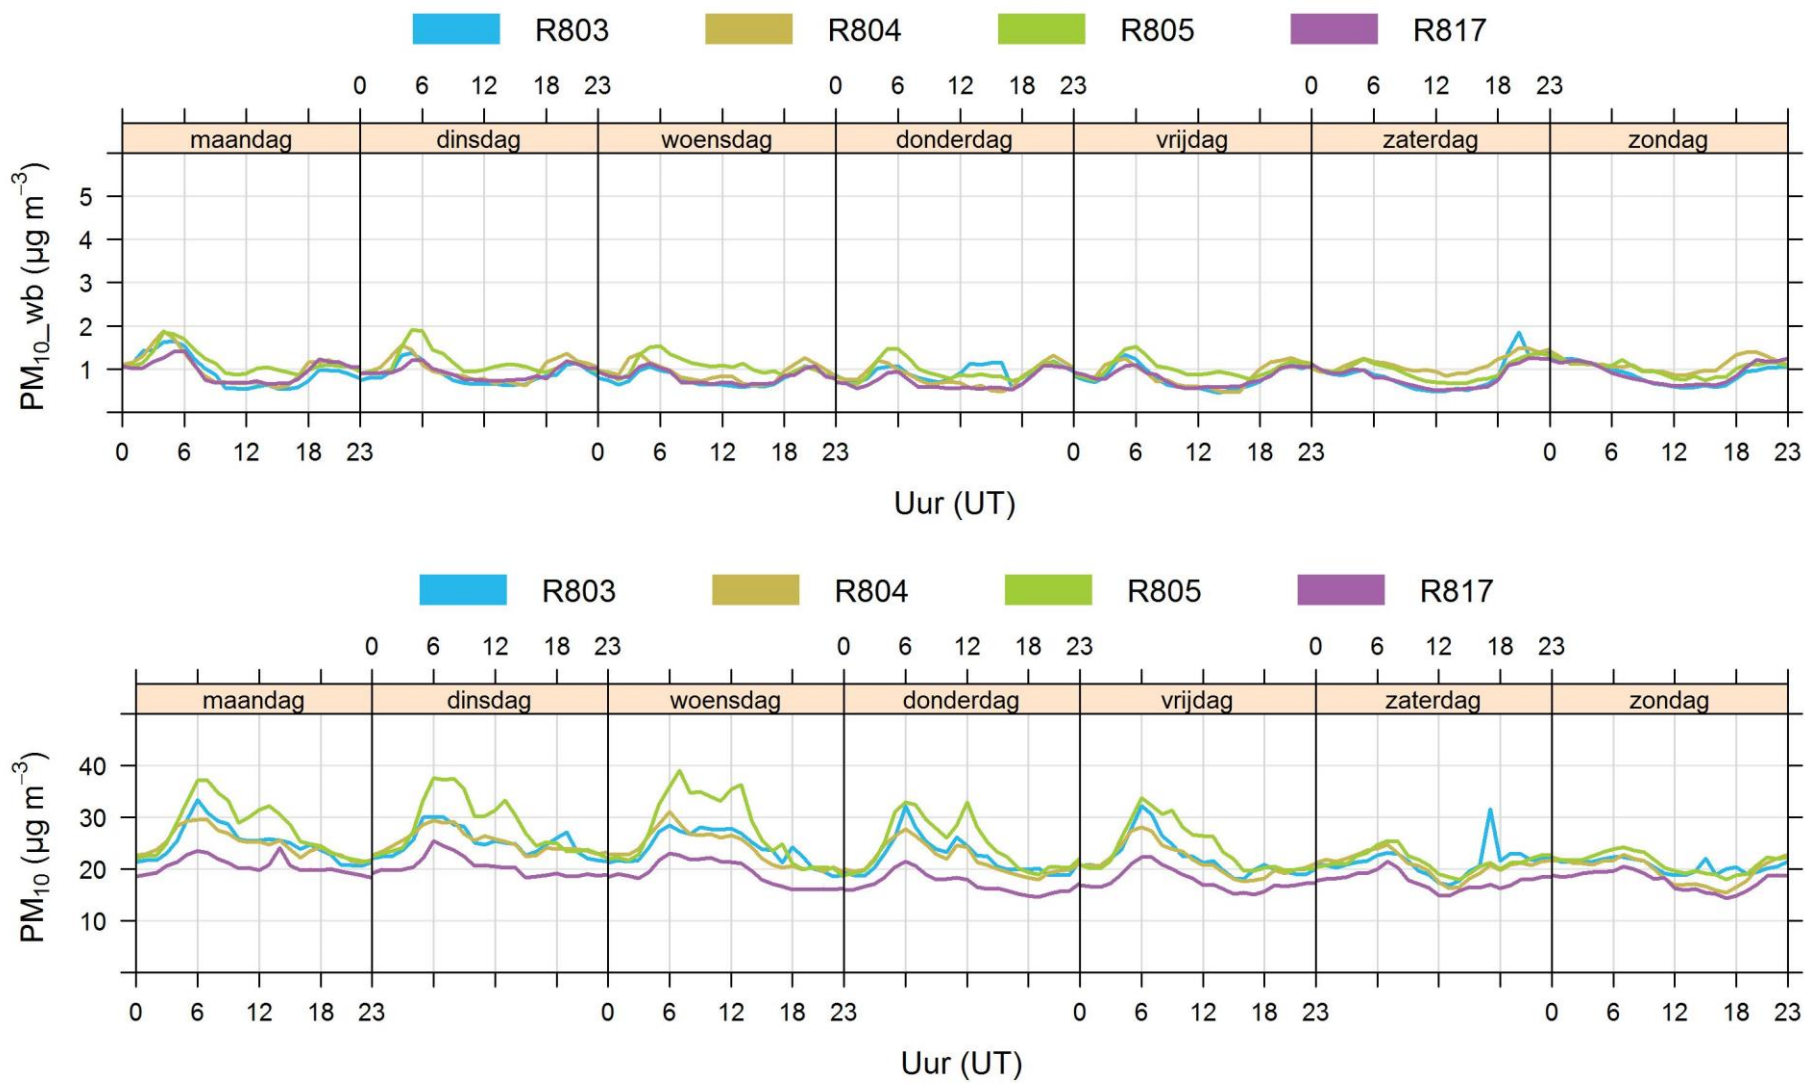 R803 R804 R805 R817
0 6 12 18 23 0 6 12 18 23 0 6 12 18 23
maandag dinsdag woensdag donderdag vrijdag zaterdag zondag
PM₁₀_wb (µg m⁻³)
5
4
3
2
1
0 6 12 18 23 0 6 12 18 23 0 6 12 18 23 0 6 12 18 23
Uur (UT)
R803 R804 R805 R817
0 6 12 18 23 0 6 12 18 23 0 6 12 18 23
maandag dinsdag woensdag donderdag vrijdag zaterdag zondag
PM₁₀ (µg m⁻³)
40
30
20
10
0 6 12 18 23 0 6 12 18 23 0 6 12 18 23 0 6 12 18 23
Uur (UT)